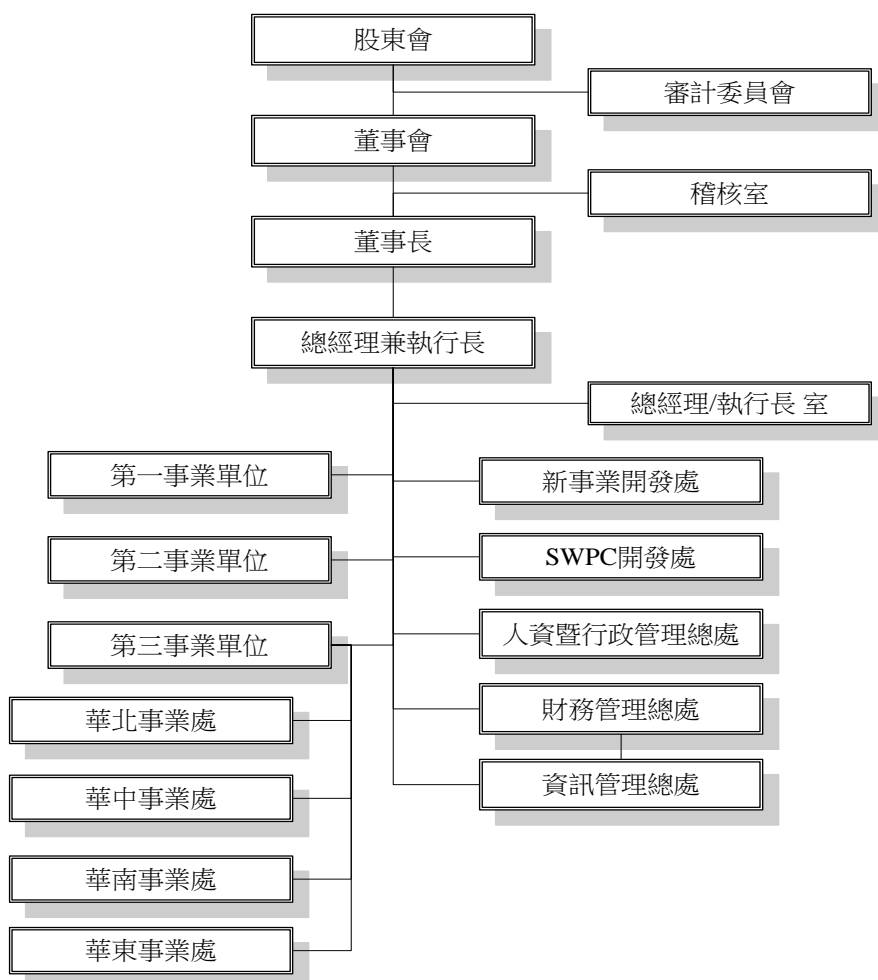 股東會
審計委員會
董事會
稽核室
董事長
總經理兼執行長
總經理/執行長 室
第一事業單位
新事業開發處
第二事業單位
SWPC開發處
人資暨行政管理總處
第三事業單位
財務管理總處
華北事業處
資訊管理總處
華中事業處
華南事業處
華東事業處